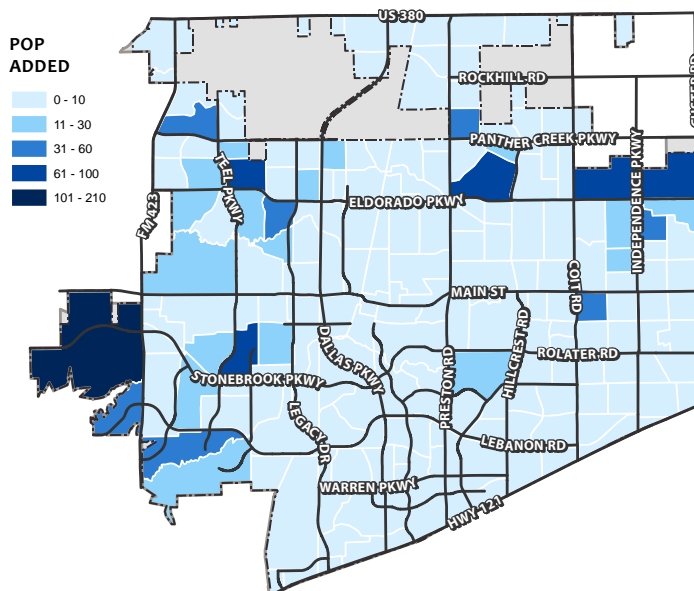 US 380
POP
ADDED
0 - 10
11 - 30
31 - 60
61 - 100
101 - 210
ROCKHILL RD
PANTHER CREEK PKWY
TEEL PKWY
FM 423
ELDORADO PKWY
INDEPENDENCE PKWY
COIT RD
MAIN ST
HILLCREST RD
DALLAS PKWY
PRESTON RD
ROLATER RD
STONEBROOK PKWY
LEGACY DR
LEBANON RD
WARREN PKWY
HWY 121